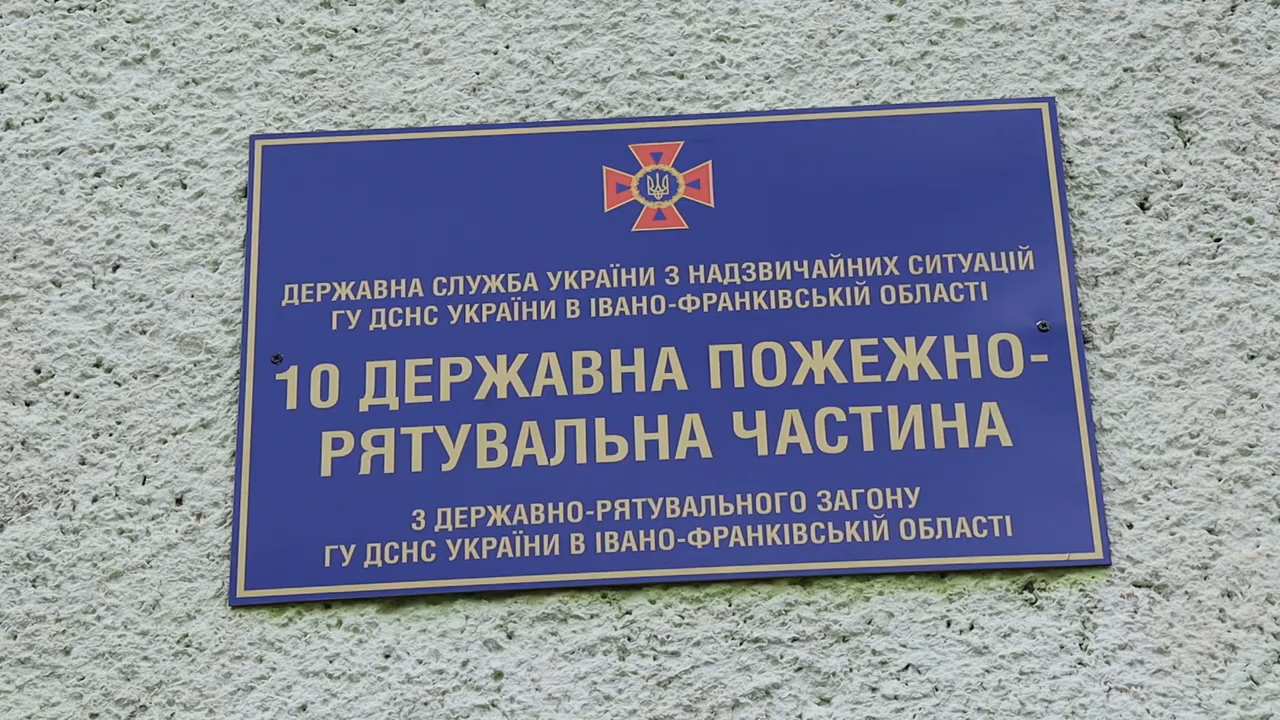 ДЕРЖАВНА СЛУЖБА УКРАЇНИ З НАДЗВИЧАЙНИХ СИТУАЦІЙ
ГУ ДСНС УКРАЇНИ В ІВАНО-ФРАНКІВСЬКІЙ ОБЛАСТІ
10 ДЕРЖАВНА ПОЖЕЖНО-
РЯТУВАЛЬНА ЧАСТИНА
3 ДЕРЖАВНО-РЯТУВАЛЬНОГО ЗАГОНУ
ГУ ДСНС УКРАЇНИ В ІВАНО-ФРАНКІВСЬКІЙ ОБЛАСТІ